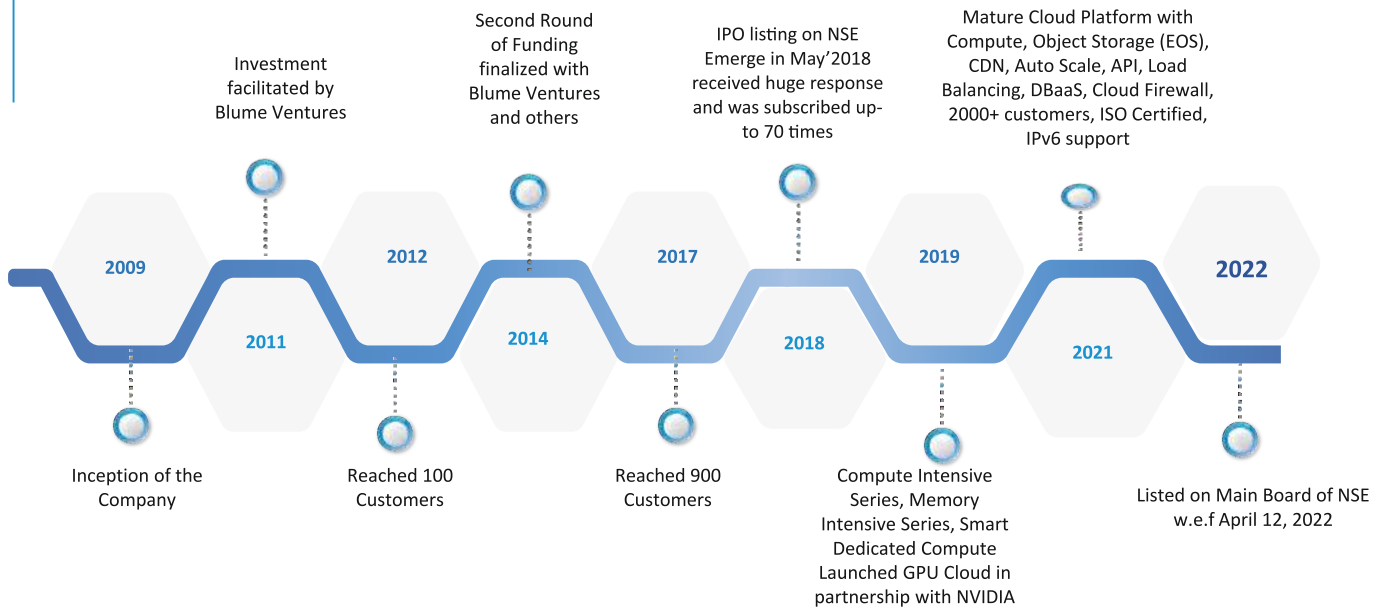 Investment
facilitated by
Blume Ventures
Second Round
of Funding
finalized with
Blume Ventures
and others
IPO listing on NSE
Emerge in May’2018
received huge response
and was subscribed up-
to 70 times
Mature Cloud Platform with
Compute, Object Storage (EOS),
CDN, Auto Scale, API, Load
Balancing, DBaaS, Cloud Firewall,
2000+ customers, ISO Certified,
IPv6 support
2009
2011
2012
2014
2017
2018
2019
2021
2022
Inception of the
Company
Reached 100
Customers
Reached 900
Customers
Compute Intensive
Series, Memory
Intensive Series, Smart
Dedicated Compute
Launched GPU Cloud in
partnership with NVIDIA
Listed on Main Board of NSE
w.e.f April 12, 2022